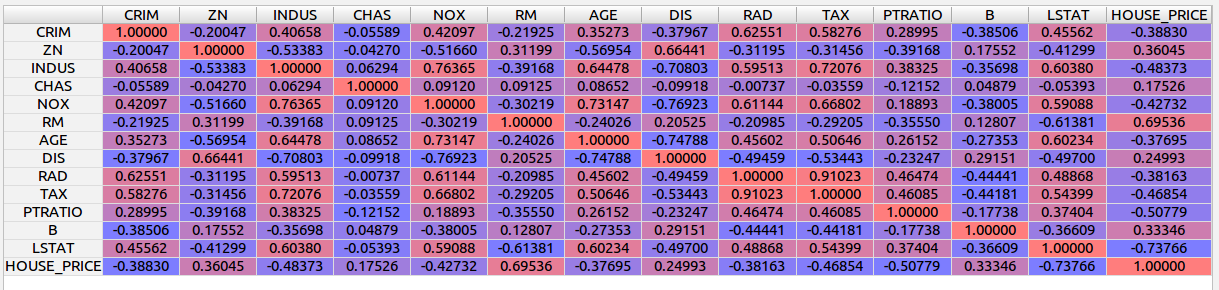 CRIM ZN INDUS CHAS NOX RM AGE DIS RAD TAX PTRATIO B LSTAT HOUSE_PRICE
CRIM 1.00000 -0.20047 0.40658 -0.05589 0.42097 -0.21925 0.35273 -0.37967 0.62551 0.58276 0.28995 -0.38506 0.45562 -0.38830
ZN -0.20047 1.00000 -0.53383 -0.04270 -0.51660 0.31199 -0.56954 0.66441 -0.31195 -0.31456 -0.39168 0.17552 -0.41299 0.36045
INDUS 0.40658 -0.53383 1.00000 0.06294 0.76365 -0.39168 0.64478 -0.70803 0.59513 0.72076 0.38325 -0.35698 0.60380 -0.48373
CHAS -0.05589 -0.04270 0.06294 1.00000 0.09120 0.09125 0.08652 -0.09918 -0.00737 -0.03559 -0.12152 0.04879 -0.05393 0.17526
NOX 0.42097 -0.51660 0.76365 0.09120 1.00000 -0.30219 0.73147 -0.76923 0.61144 0.66802 0.18893 -0.38005 0.59088 -0.42732
RM -0.21925 0.31199 -0.39168 0.09125 -0.30219 1.00000 -0.24026 0.20525 -0.20985 -0.29205 -0.35550 0.12807 -0.61381 0.69536
AGE 0.35273 -0.56954 0.64478 0.08652 0.73147 -0.24026 1.00000 -0.74788 0.45602 0.50646 0.26152 -0.27353 0.60234 -0.37695
DIS -0.37967 0.66441 -0.70803 -0.09918 -0.76923 0.20525 -0.74788 1.00000 -0.49459 -0.53443 -0.23247 0.29151 -0.49700 0.24993
RAD 0.62551 -0.31195 0.59513 -0.00737 0.61144 -0.20985 0.45602 -0.49459 1.00000 0.91023 0.46474 -0.44441 0.48868 -0.38163
TAX 0.58276 -0.31456 0.72076 -0.03559 0.66802 -0.29205 0.50646 -0.53443 0.91023 1.00000 0.46085 -0.44181 0.54399 -0.46854
PTRATIO 0.28995 -0.39168 0.38325 -0.12152 0.18893 -0.35550 0.26152 -0.23247 0.46474 0.46085 1.00000 -0.17738 0.37404 -0.50779
B -0.38506 0.17552 -0.35698 0.04879 -0.38005 0.12807 -0.27353 0.29151 -0.44441 -0.44181 -0.17738 1.00000 -0.36609 0.33346
LSTAT 0.45562 -0.41299 0.60380 -0.05393 0.59088 -0.61381 0.60234 -0.49700 0.48868 0.54399 0.37404 -0.36609 1.00000 -0.73766
HOUSE_PRICE -0.38830 0.36045 -0.48373 0.17526 -0.42732 0.69536 -0.37695 0.24993 -0.38163 -0.46854 -0.50779 0.33346 -0.73766 1.00000